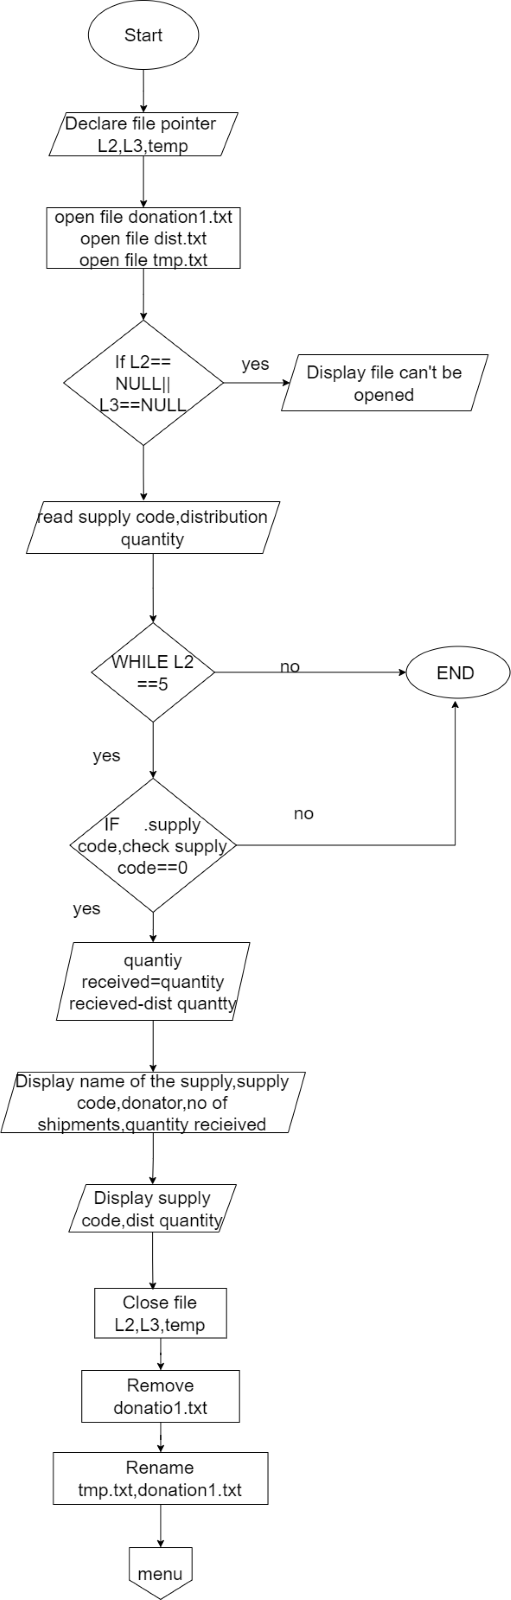 Start
Declare file pointer
L2,L3,temp
open file donation1.txt
open file dist.txt
open file tmp.txt
If L2==
NULL||
L3==NULL
yes
Display file can't be
opened
read supply code,distribution
quantity
WHILE L2
==5
no
END
yes
IF .supply
code,check supply
code==0
no
yes
quantiy
received=quantity
recieved-dist quantty
Display name of the supply,supply
code,donator,no of
shipments,quantity recieived
Display supply
code,dist quantity
Close file
L2,L3,temp
Remove
donatio1.txt
Rename
tmp.txt,donation1.txt
menu